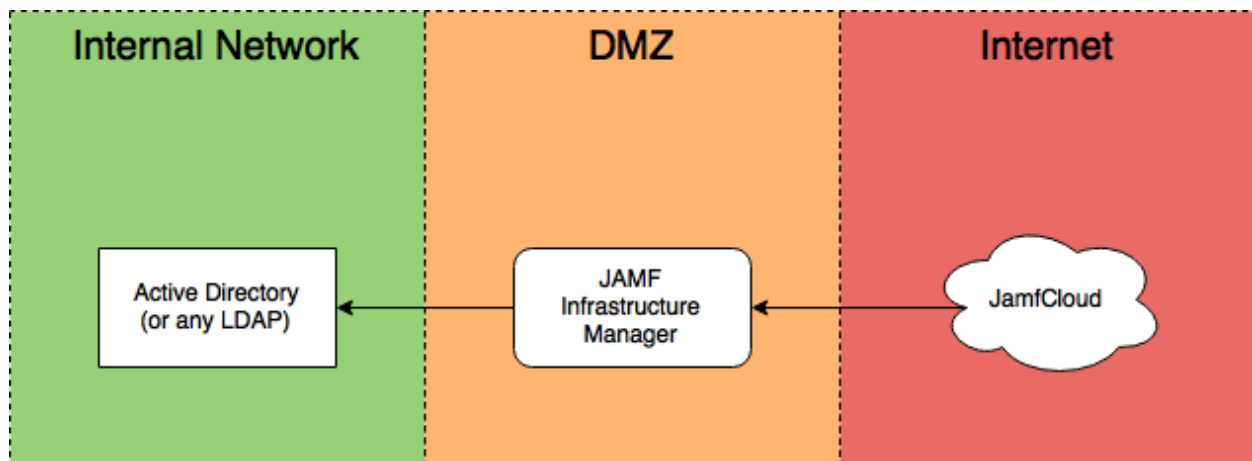 Internal Network
DMZ
Internet
Active Directory
(or any LDAP)
JAMF
Infrastructure
Manager
JamfCloud